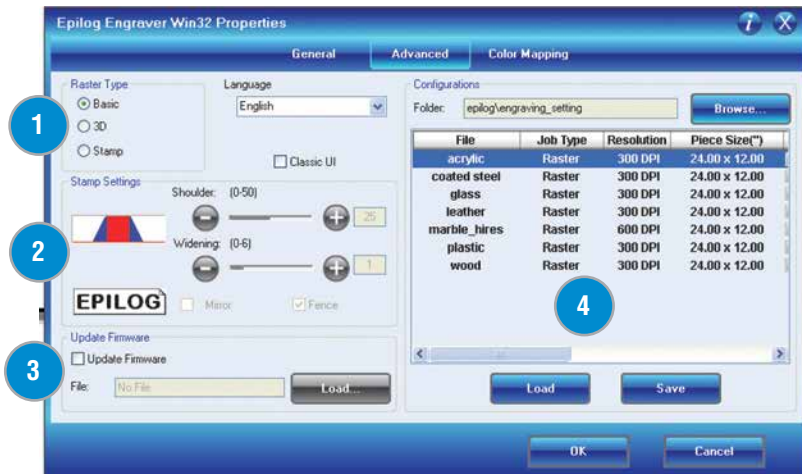 Epilog Engraver Win32 Properties
General Advanced Color Mapping
Raster Type
Basic
3D
Stamp
1
Language
English
Classic UI
Stamp Settings
Shoulder: (0-50)
25
Widening: (0-6)
1
2
EPILOG
Mirror
Fence
Update Firmware
Update Firmware
3
File: No File Load...
Configurations
Folder: epilog\engraving_setting Browse...
File Job Type Resolution Piece Size(")
acrylic Raster 300 DPI 24.00 x 12.00
coated steel Raster 300 DPI 24.00 x 12.00
glass Raster 300 DPI 24.00 x 12.00
leather Raster 300 DPI 24.00 x 12.00
marble_hires Raster 600 DPI 24.00 x 12.00
plastic Raster 300 DPI 24.00 x 12.00
wood Raster 300 DPI 24.00 x 12.00
4
Load Save
OK Cancel